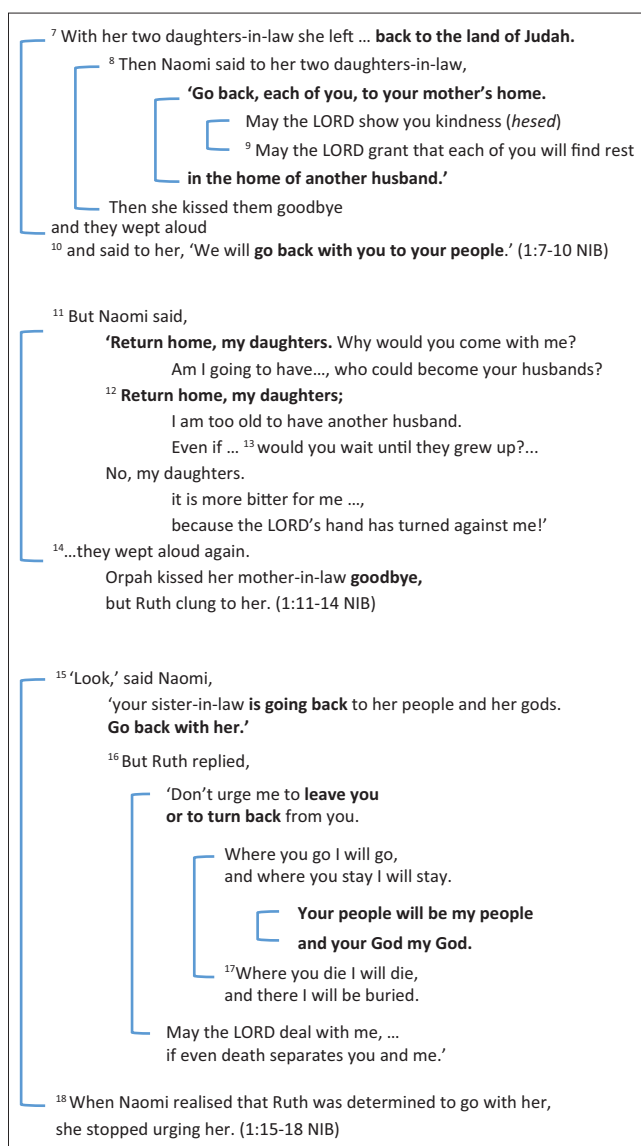 7 With her two daughters-in-law she left … back to the land of Judah.
8 Then Naomi said to her two daughters-in-law,
‘Go back, each of you, to your mother’s home.
May the LORD show you kindness (hesed)
9 May the LORD grant that each of you will find rest
in the home of another husband.’
Then she kissed them goodbye
and they wept aloud
10 and said to her, ‘We will go back with you to your people.’ (1:7-10 NIB)
11 But Naomi said,
‘Return home, my daughters. Why would you come with me?
Am I going to have…, who could become your husbands?
12 Return home, my daughters;
I am too old to have another husband.
Even if … 13 would you wait until they grew up?...
No, my daughters.
it is more bitter for me …,
because the LORD’s hand has turned against me!’
14…they wept aloud again.
Orpah kissed her mother-in-law goodbye,
but Ruth clung to her. (1:11-14 NIB)
15 ‘Look,’ said Naomi,
‘your sister-in-law is going back to her people and her gods.
Go back with her.’
16 But Ruth replied,
‘Don’t urge me to leave you
or to turn back from you.
Where you go I will go,
and where you stay I will stay.
Your people will be my people
and your God my God.
17Where you die I will die,
and there I will be buried.
May the LORD deal with me, …
if even death separates you and me.’
18 When Naomi realised that Ruth was determined to go with her,
she stopped urging her. (1:15-18 NIB)